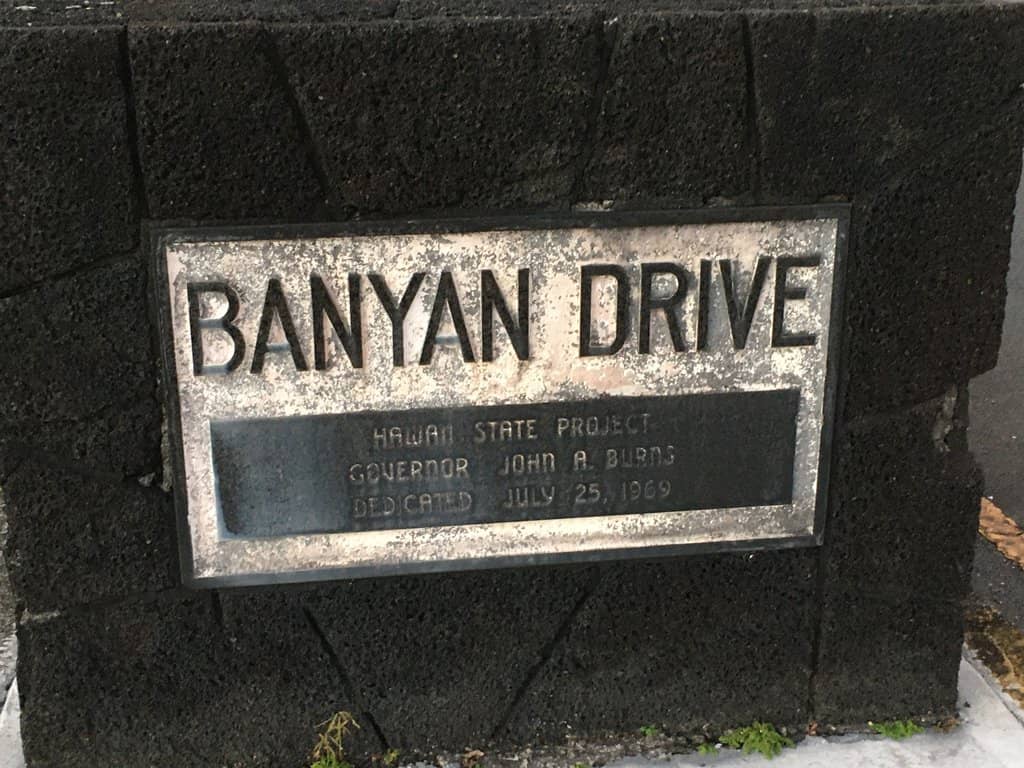 BANYAN DRIVE
HAWAII STATE PROJECT
GOVERNOR JOHN A. BURNS
DEDICATED JULY 25, 1969